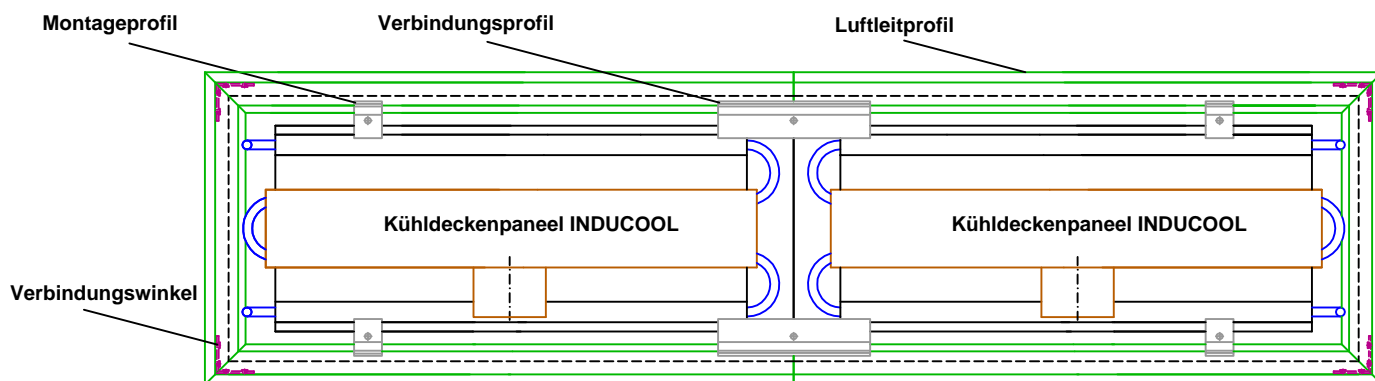 Montageprofil
Verbindungsprofil
Luftleitprofil
Kühldeckenpaneel INDUCOOL
Kühldeckenpaneel INDUCOOL
Verbindungswinkel